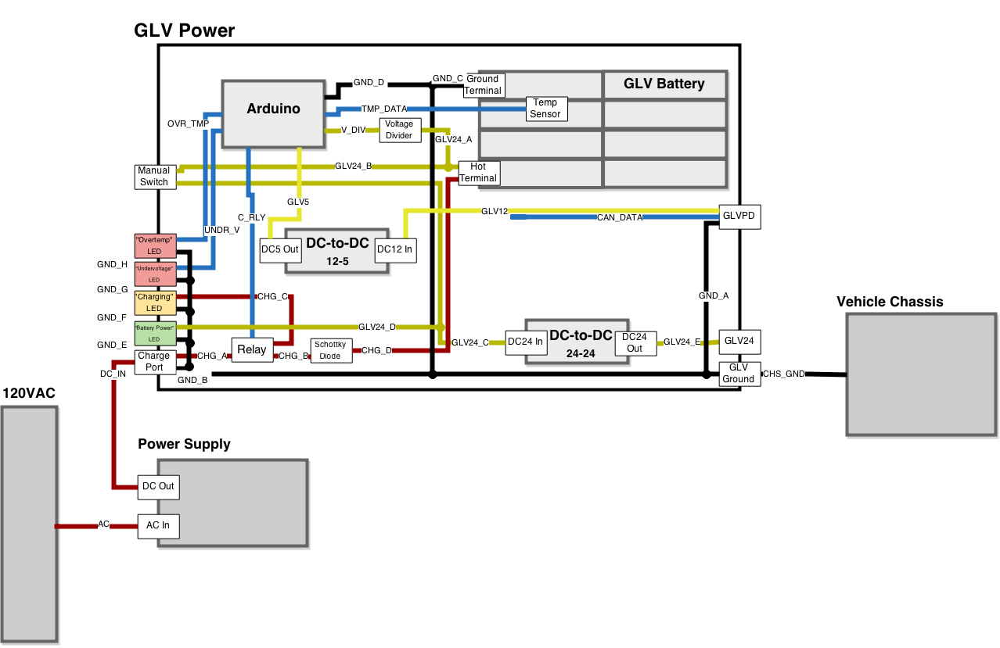 GLV Power
GND_D
GND_C
Ground
Terminal
GLV Battery
Arduino
TMP_DATA
Temp
Sensor
OVR_TMP
V_DIV
Voltage
Divider
GLV24_A
Manual
Switch
GLV24_B
Hot
Terminal
GLV5
C_RLY
UNDR_V
GLV12
CAN_DATA
GLVPD
"Overtemp"
LED
DC5 Out
DC-to-DC
12-5
DC12 In
GND_H
"Undervoltage"
LED
GND_G
"Charging"
LED
CHG_C
GND_A
Vehicle Chassis
GND_F
"Battery Power"
LED
GLV24_D
GND_E
Relay
Schottky
Diode
GLV24_C
DC24 In
DC-to-DC
24-24
DC24
Out
GLV24_E
GLV24
Charge
Port
CHG_A
CHG_B
CHG_D
DC_IN
GND_B
GLV
Ground
CHS_GND
120VAC
Power Supply
DC Out
AC
AC In